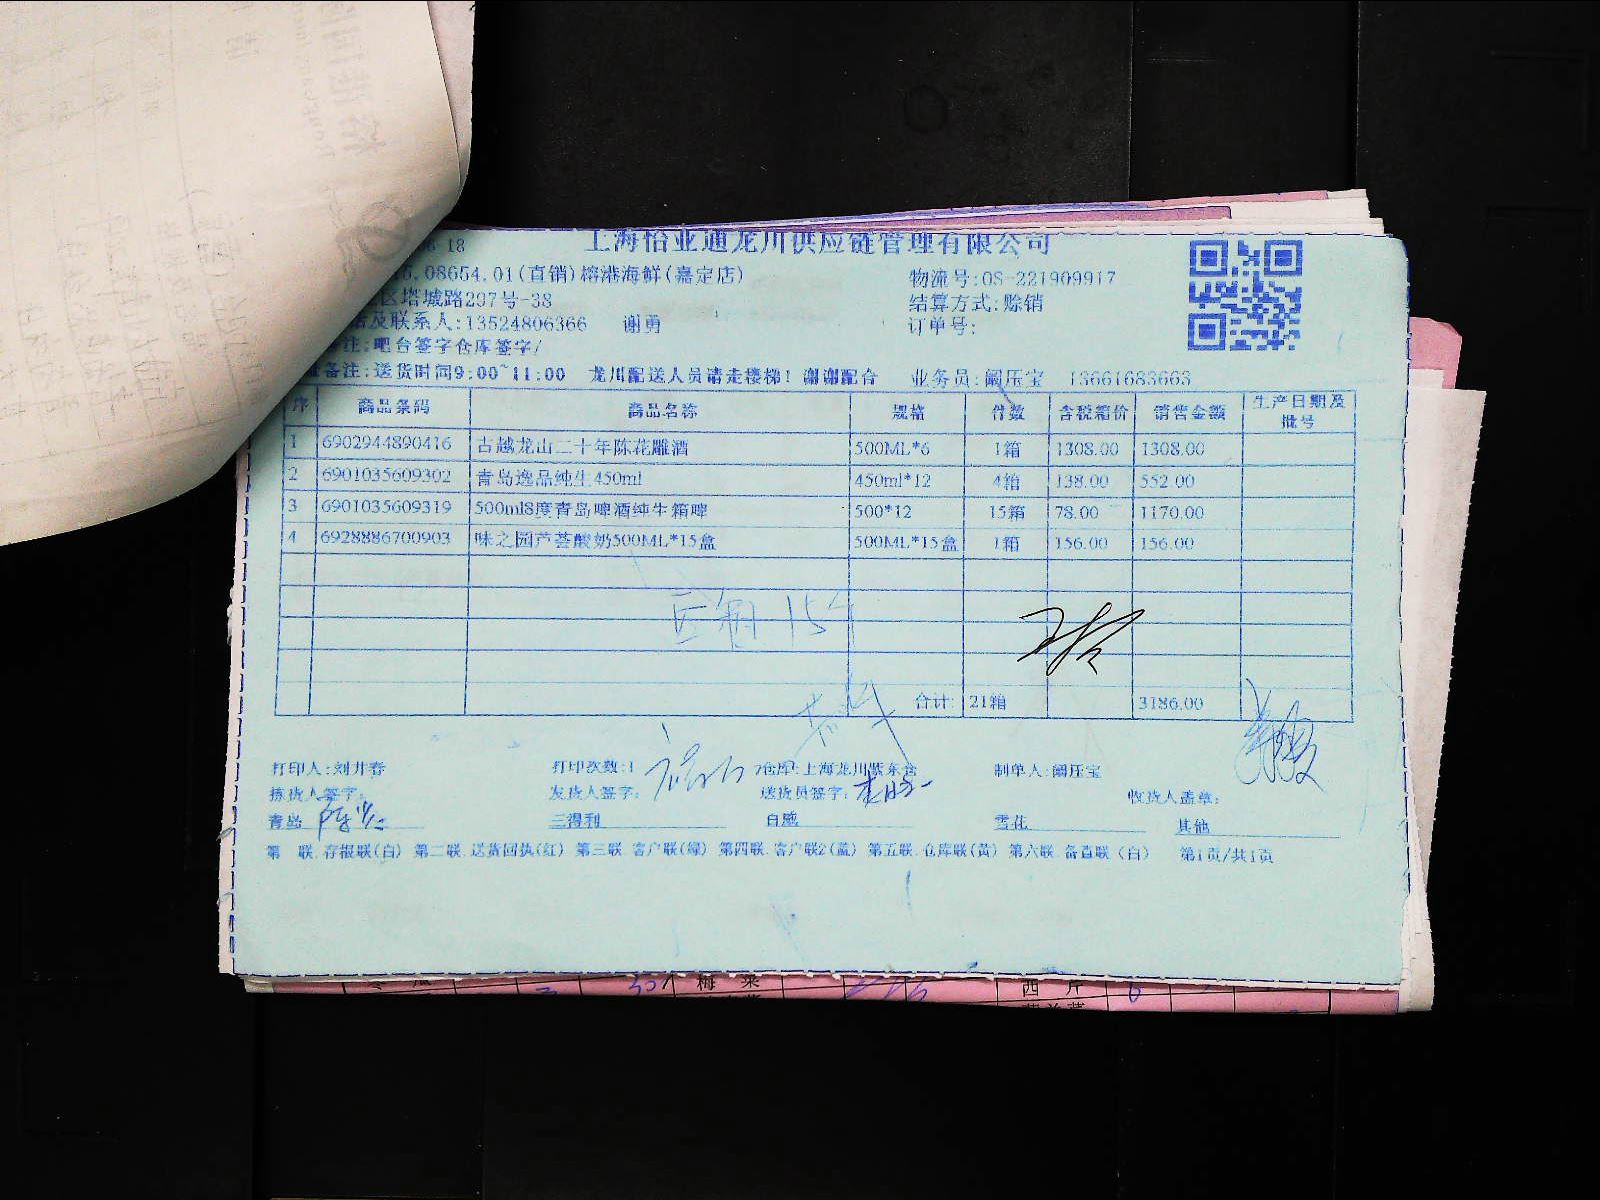 18 上海怡亚通龙川供应链管理有限公司
.08654.01(直销)榕港海鲜(嘉定店) 物流号:OS-221909917
区塔城路297号-38 结算方式:赊销
及联系人:13524806366 谢勇 订单号:
注:吧台签字仓库签字/
备注:送货时间9:00~11:00 龙川配送人员请走楼梯! 谢谢配合 业务员:阚压宝 13661683663
序 商品条码 商品名称 规格 件数 含税箱价 销售金额 生产日期及批号
1 6902944890416 古越龙山二十年陈花雕酒 500ML*6 1箱 1308.00 1308.00
2 6901035609302 青岛逸品纯生450ml 450ml*12 4箱 138.00 552.00
3 6901035609319 500ml8度青岛啤酒纯生箱啤 500*12 15箱 78.00 1170.00
4 6928886700903 味之园芦荟酸奶500ML*15盒 500ML*15盒 1箱 156.00 156.00
合计: 21箱 3186.00
打印人:刘井春 打印次数:1 仓库:上海龙川紫东仓 制单人:阚压宝
拣货人签字: 发货人签字: 送货员签字: 收货人盖章:
青岛 三得利 百威 雪花 其他
第 联.存根联(白) 第二联.送货回执(红) 第三联.客户联(绿) 第四联.客户联2(蓝) 第五联.仓库联(黄) 第六联.备查联(白) 第1页/共1页
梅 菜 西 芹